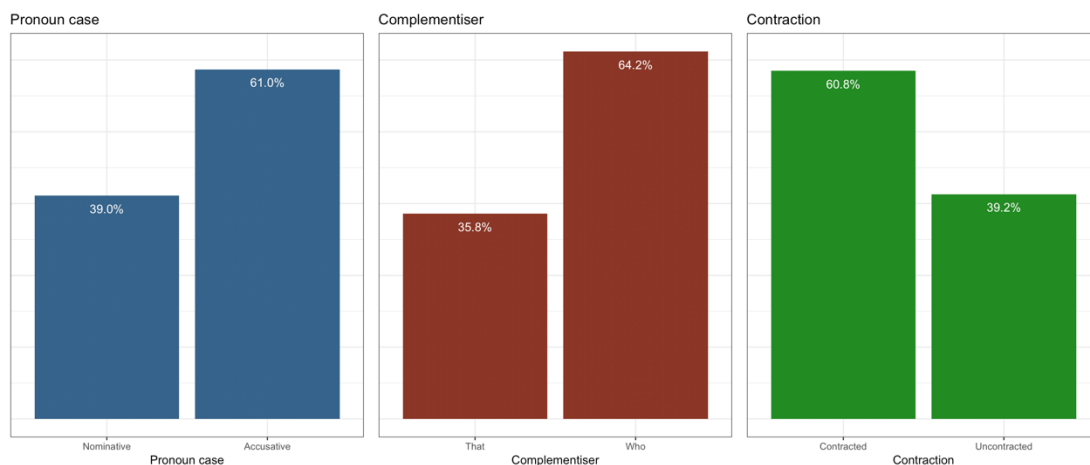 Pronoun case
61.0%
39.0%
Nominative Accusative
Pronoun case
Complementiser
64.2%
35.8%
That Who
Complementiser
Contraction
60.8%
39.2%
Contracted Uncontracted
Contraction